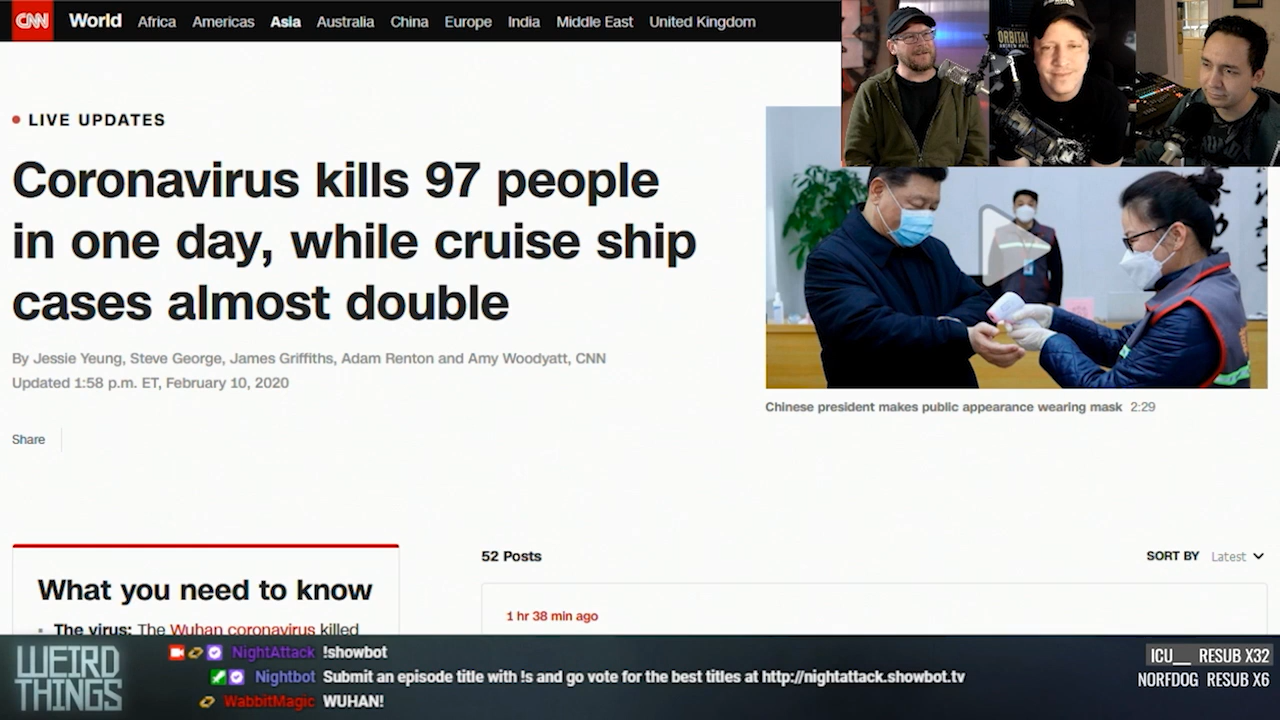 CNN World Africa Americas Asia Australia China Europe India Middle East United Kingdom
ORBITAL
LIVE UPDATES
Coronavirus kills 97 people
in one day, while cruise ship
cases almost double
By Jessie Yeung, Steve George, James Griffiths, Adam Renton and Amy Woodyatt, CNN
Updated 1:58 p.m. ET, February 10, 2020
Chinese president makes public appearance wearing mask 2:29
Share
What you need to know
The virus: The Wuhan coronavirus killed
52 Posts
SORT BY Latest
1 hr 38 min ago
WEIRD
THINGS
NightAttack !showbot
Nightbot Submit an episode title with !s and go vote for the best titles at http://nightattack.showbot.tv
WabbitMagic WUHAN!
ICU__ RESUB X32
NORFDOG RESUB X6